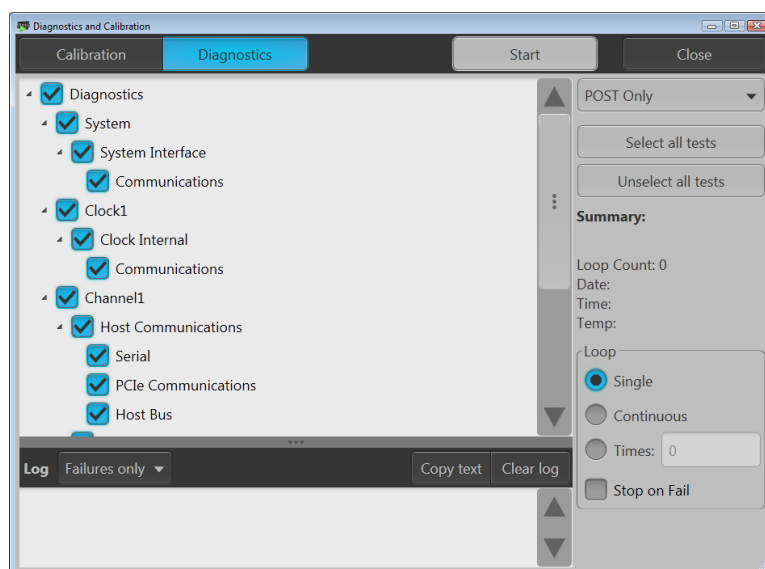 Diagnostics and Calibration
Calibration
Diagnostics
Start
Close
Diagnostics
System
System Interface
Communications
Clock1
Clock Internal
Communications
Channel1
Host Communications
Serial
PCIe Communications
Host Bus
POST Only
Select all tests
Unselect all tests
Summary:
Loop Count: 0
Date:
Time:
Temp:
Loop
Single
Continuous
Times: 0
Stop on Fail
Log Failures only Copy text Clear log